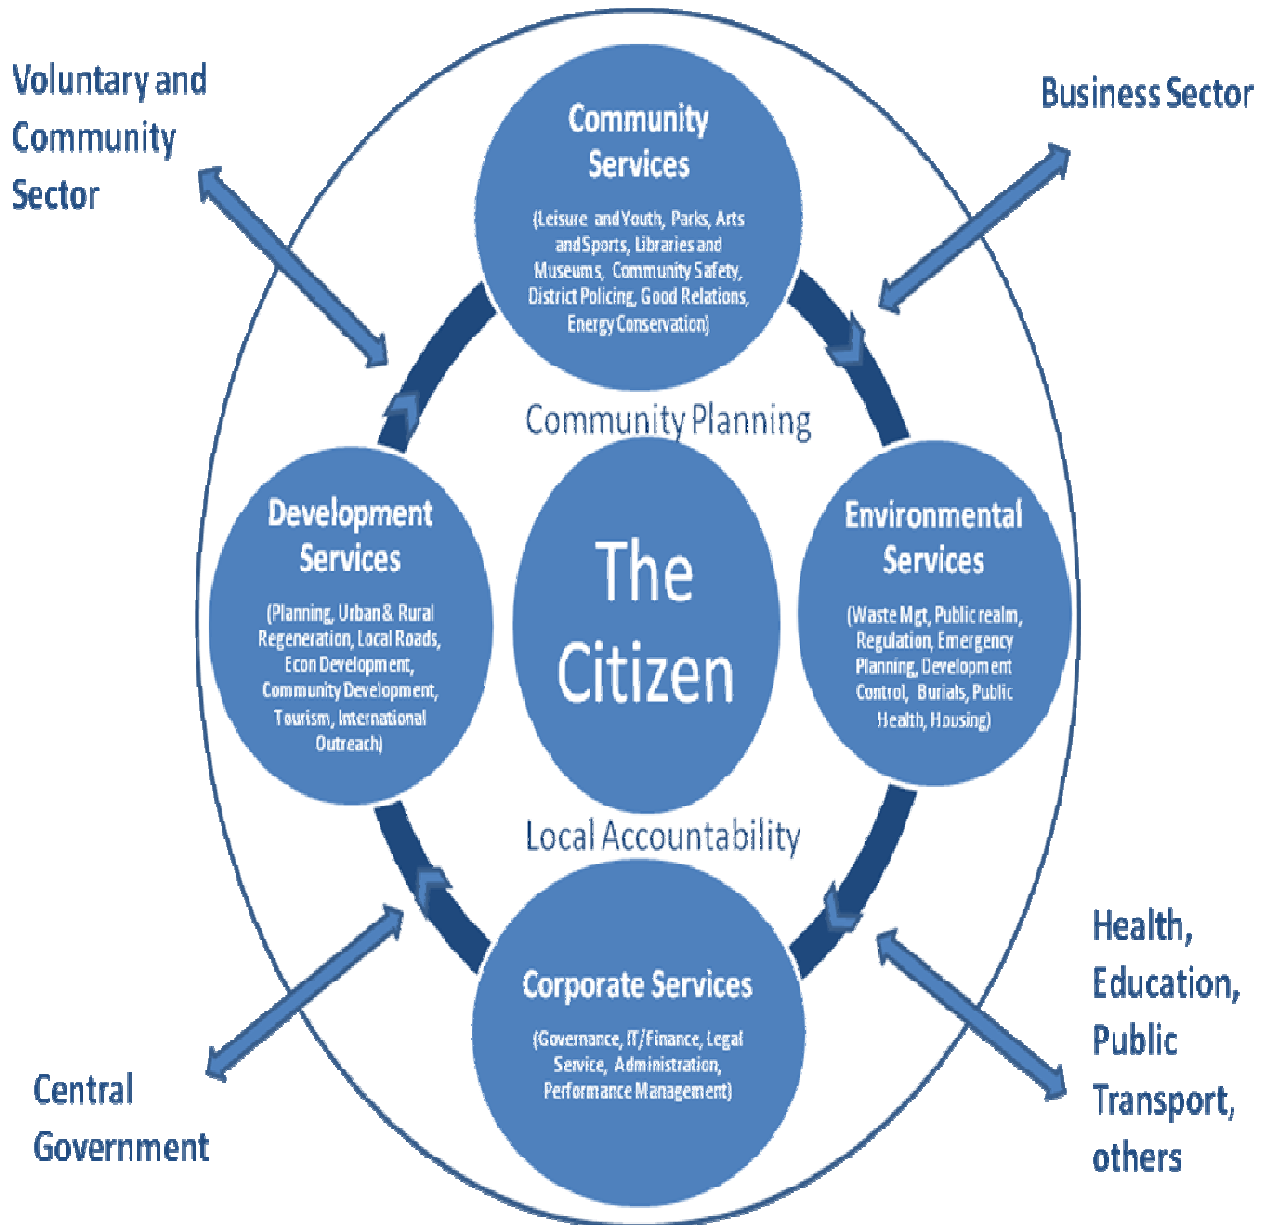 Voluntary and
Community
Sector
Business Sector
Community
Services
(Leisure and Youth, Parks, Arts
and Sports, Libraries and
Museums, Community Safety,
District Policing, Good Relations,
Energy Conservation)
Community Planning
Development
Services
(Planning, Urban & Rural
Regeneration, Local Roads,
Econ Development,
Community Development,
Tourism, International
Outreach)
The
Citizen
Environmental
Services
(Waste Mgt, Public realm,
Regulation, Emergency
Planning, Development
Control, Burials, Public
Health, Housing)
Local Accountability
Corporate Services
(Governance, IT/Finance, Legal
Service, Administration,
Performance Management)
Central
Government
Health,
Education,
Public
Transport,
others